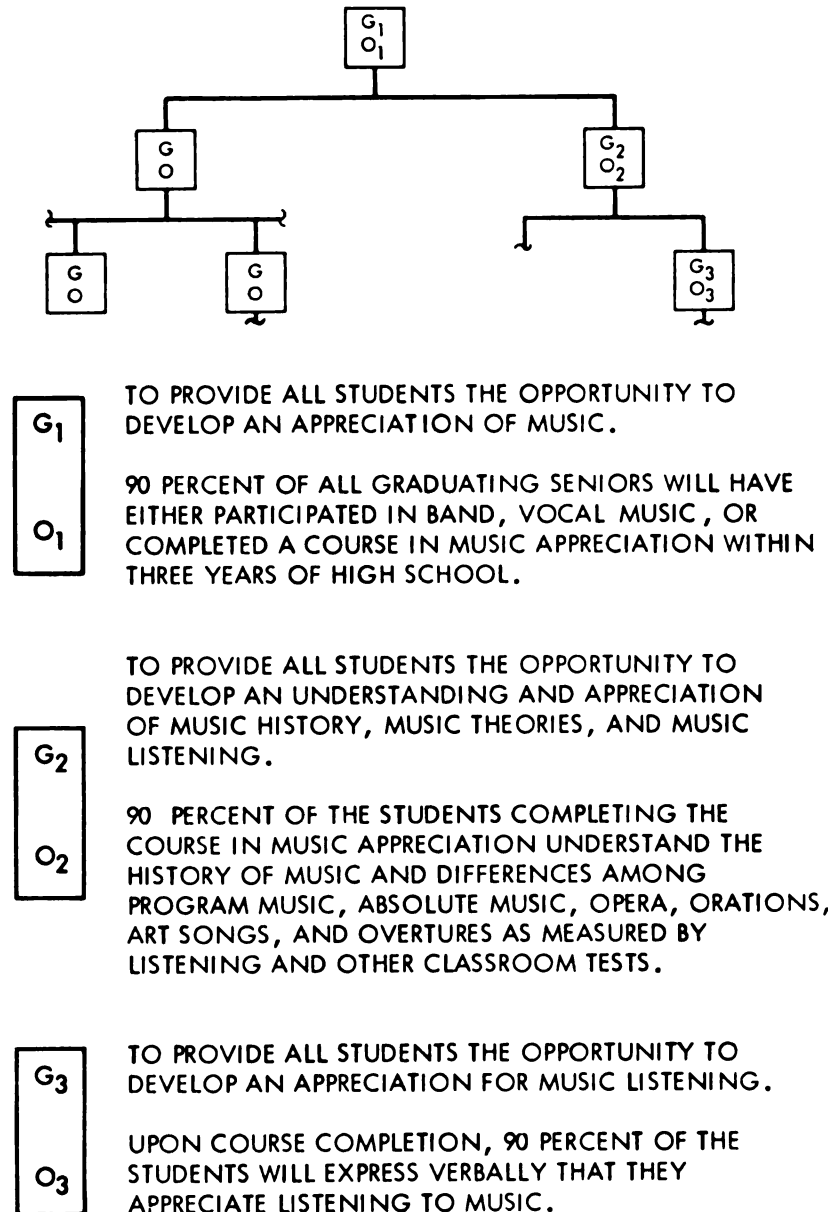 G1
O1
G
O
G2
O2
G
O
G
O
G3
O3
G1
TO PROVIDE ALL STUDENTS THE OPPORTUNITY TO
DEVELOP AN APPRECIATION OF MUSIC.
O1
90 PERCENT OF ALL GRADUATING SENIORS WILL HAVE
EITHER PARTICIPATED IN BAND, VOCAL MUSIC, OR
COMPLETED A COURSE IN MUSIC APPRECIATION WITHIN
THREE YEARS OF HIGH SCHOOL.
G2
TO PROVIDE ALL STUDENTS THE OPPORTUNITY TO
DEVELOP AN UNDERSTANDING AND APPRECIATION
OF MUSIC HISTORY, MUSIC THEORIES, AND MUSIC
LISTENING.
O2
90 PERCENT OF THE STUDENTS COMPLETING THE
COURSE IN MUSIC APPRECIATION UNDERSTAND THE
HISTORY OF MUSIC AND DIFFERENCES AMONG
PROGRAM MUSIC, ABSOLUTE MUSIC, OPERA, ORATIONS,
ART SONGS, AND OVERTURES AS MEASURED BY
LISTENING AND OTHER CLASSROOM TESTS.
G3
TO PROVIDE ALL STUDENTS THE OPPORTUNITY TO
DEVELOP AN APPRECIATION FOR MUSIC LISTENING.
O3
UPON COURSE COMPLETION, 90 PERCENT OF THE
STUDENTS WILL EXPRESS VERBALLY THAT THEY
APPRECIATE LISTENING TO MUSIC.